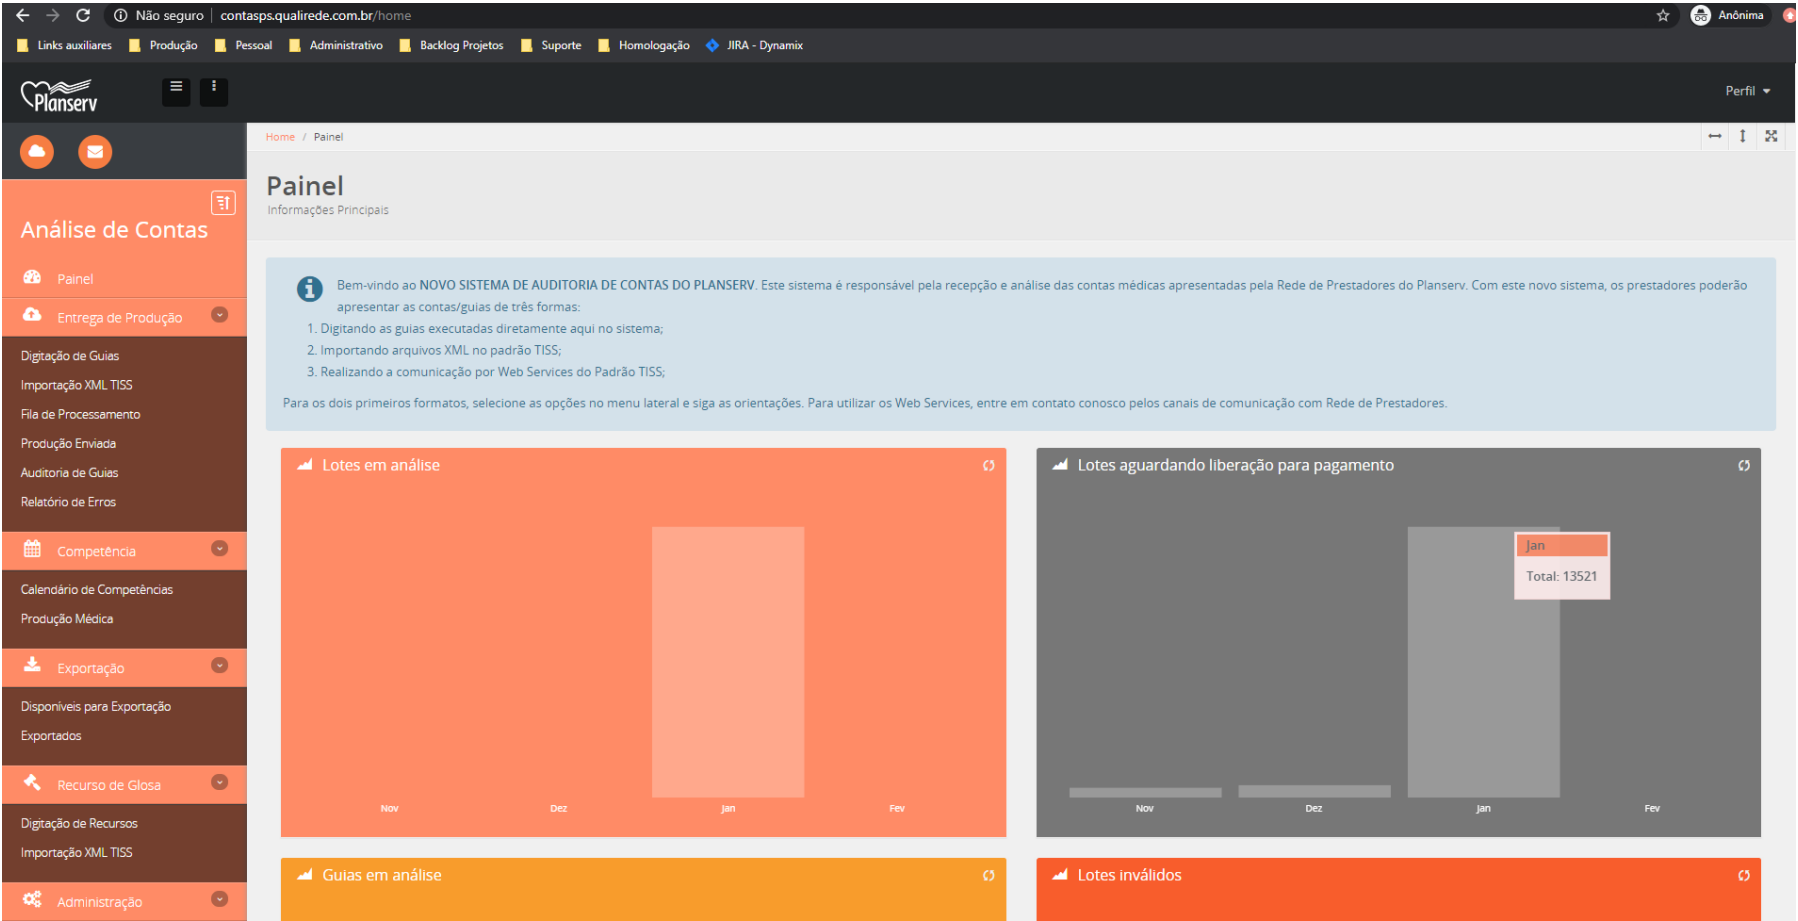 Não seguro | contasps.qualirede.com.br/home
Anônima
Links auxiliares
Produção
Pessoal
Administrativo
Backlog Projetos
Suporte
Homologação
JIRA - Dynamix
Planserv
Perfil
Home / Painel
Painel
Informações Principais
Análise de Contas
Painel
Entrega de Produção
Digitação de Guias
Importação XML TISS
Fila de Processamento
Produção Enviada
Auditoria de Guias
Relatório de Erros
Competência
Calendário de Competências
Produção Médica
Exportação
Disponíveis para Exportação
Exportados
Recurso de Glosa
Digitação de Recursos
Importação XML TISS
Administração
Bem-vindo ao NOVO SISTEMA DE AUDITORIA DE CONTAS DO PLANSERV. Este sistema é responsável pela recepção e análise das contas médicas apresentadas pela Rede de Prestadores do Planserv. Com este novo sistema, os prestadores poderão
apresentar as contas/guias de três formas:
1. Digitando as guias executadas diretamente aqui no sistema;
2. Importando arquivos XML no padrão TISS;
3. Realizando a comunicação por Web Services do Padrão TISS;
Para os dois primeiros formatos, selecione as opções no menu lateral e siga as orientações. Para utilizar os Web Services, entre em contato conosco pelos canais de comunicação com Rede de Prestadores.
Lotes em análise
Nov
Dez
Jan
Fev
Lotes aguardando liberação para pagamento
Jan
Total: 13521
Nov
Dez
Jan
Fev
Guias em análise
Lotes inválidos